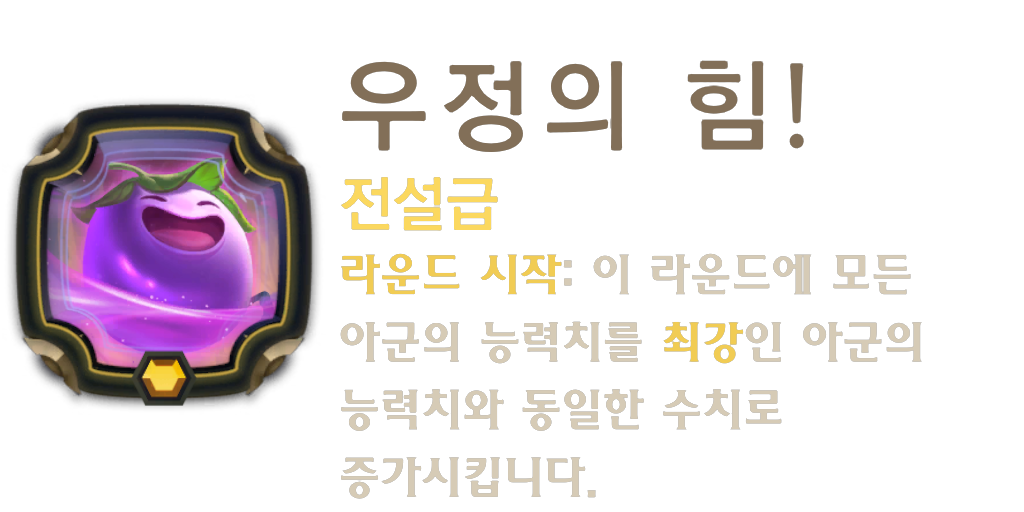 우정의 힘!
전설급
라운드 시작: 이 라운드에 모든
아군의 능력치를 최강인 아군의
능력치와 동일한 수치로
증가시킵니다.